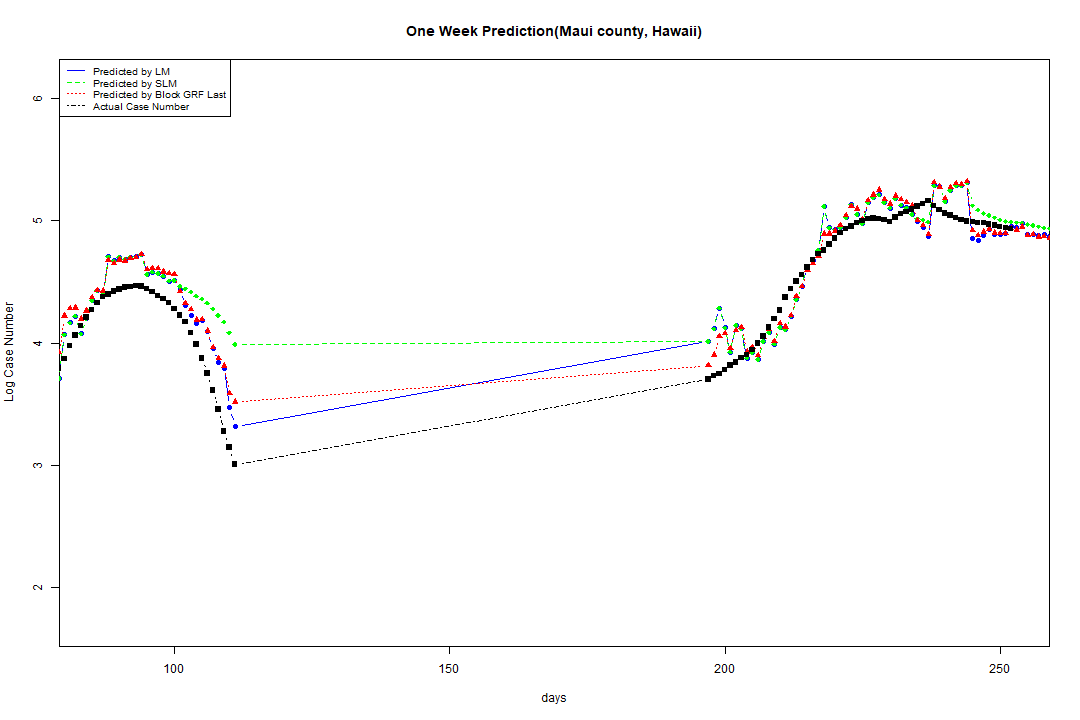 One Week Prediction(Maui county, Hawaii)
Predicted by LM
Predicted by SLM
Predicted by Block GRF Last
Actual Case Number
6
5
4
3
2
Log Case Number
100 150 200 250
days